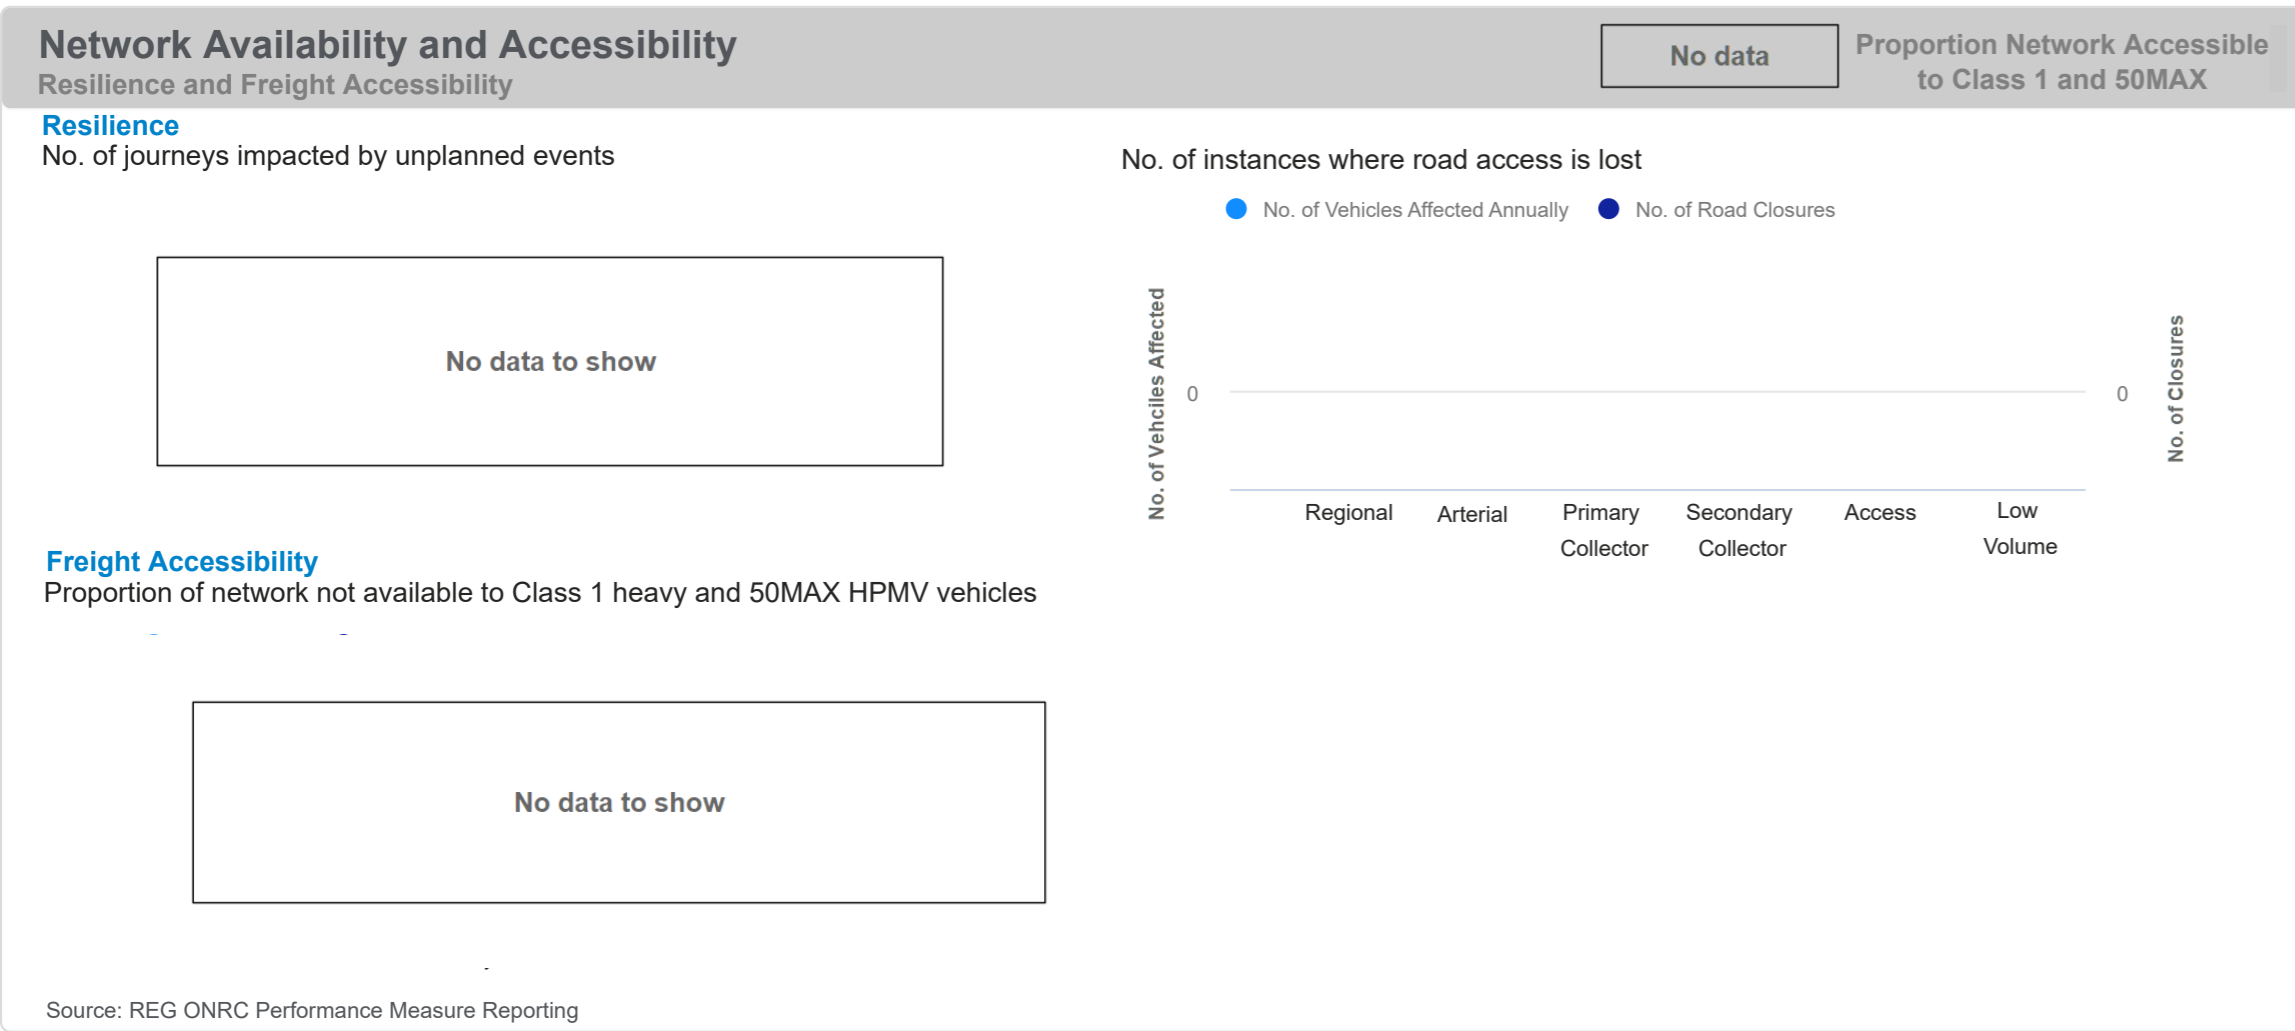 Network Availability and Accessibility
Resilience and Freight Accessibility
No data
Proportion Network Accessible
to Class 1 and 50MAX
Resilience
No. of journeys impacted by unplanned events
No data to show
No. of instances where road access is lost
No. of Vehicles Affected Annually
No. of Road Closures
No. of Vehciles Affected
0
0
No. of Closures
Regional
Arterial
Primary
Collector
Secondary
Collector
Access
Low
Volume
Freight Accessibility
Proportion of network not available to Class 1 heavy and 50MAX HPMV vehicles
No data to show
Source: REG ONRC Performance Measure Reporting